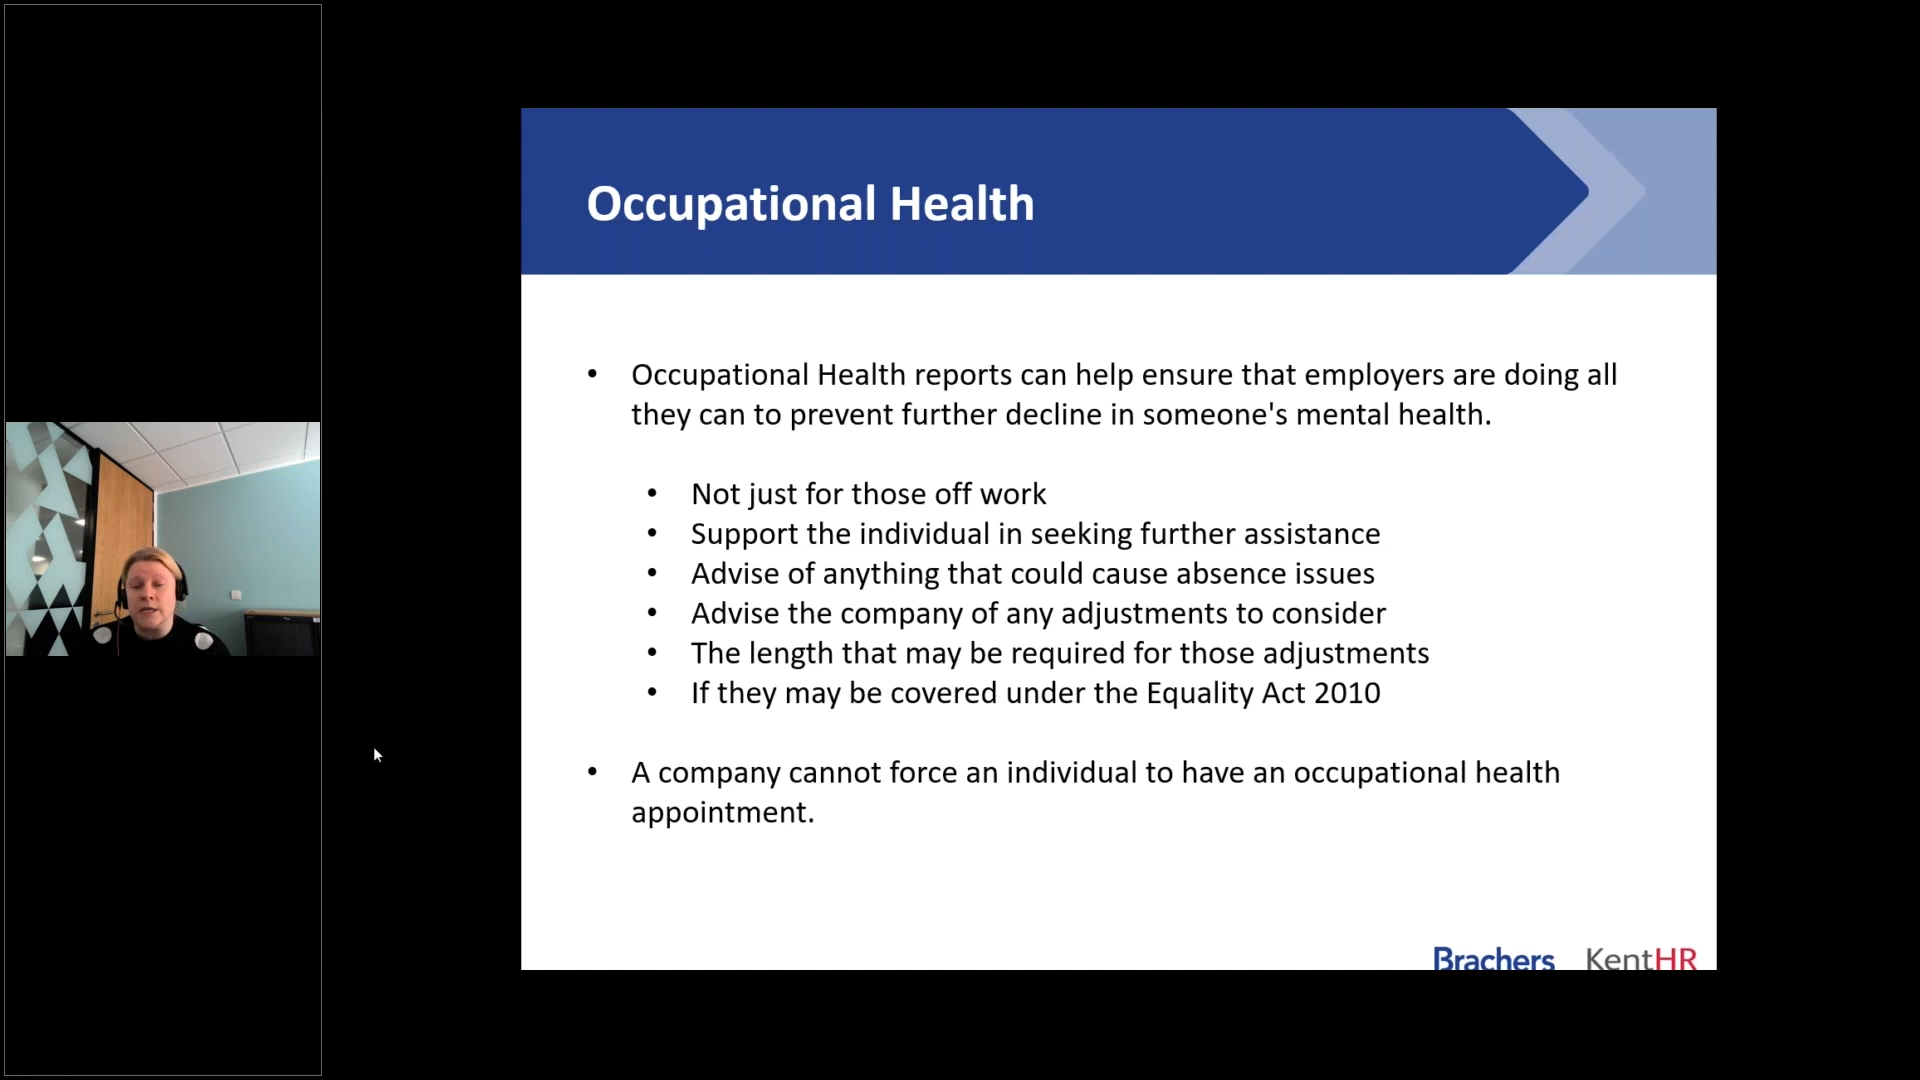 Occupational Health
• Occupational Health reports can help ensure that employers are doing all
they can to prevent further decline in someone's mental health.
• Not just for those off work
• Support the individual in seeking further assistance
• Advise of anything that could cause absence issues
• Advise the company of any adjustments to consider
• The length that may be required for those adjustments
• If they may be covered under the Equality Act 2010
• A company cannot force an individual to have an occupational health
appointment.
Brachers KentHR